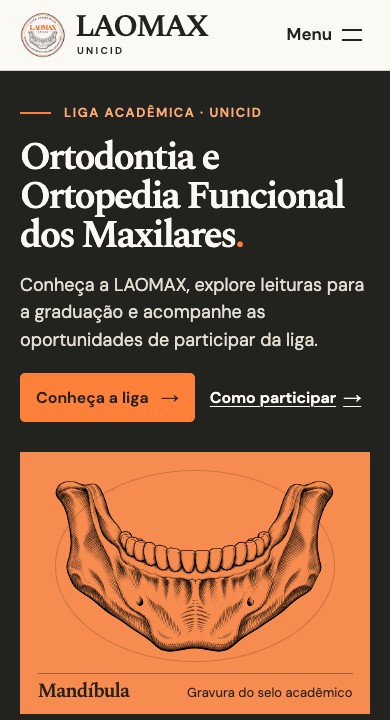 LAOMAX
LAOMAX
UNICID
Menu
LIGA ACADÊMICA · UNICID
Ortodontia e
Ortopedia Funcional
dos Maxilares.
Conheça a LAOMAX, explore leituras para
a graduação e acompanhe as
oportunidades de participar da liga.
Conheça a liga →
Como participar →
Mandíbula
Gravura do selo acadêmico